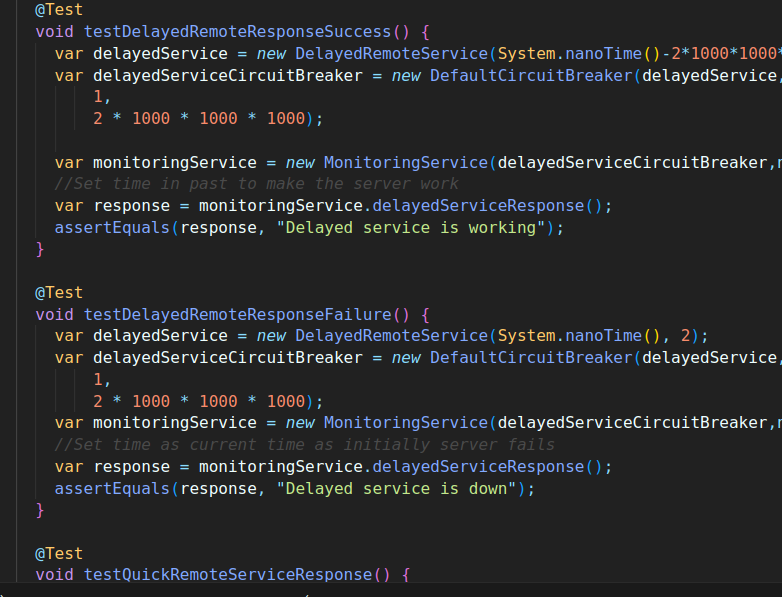 @Test
void testDelayedRemoteResponseSuccess() {
var delayedService = new DelayedRemoteService(System.nanoTime()-2*1000*1000*
var delayedServiceCircuitBreaker = new DefaultCircuitBreaker(delayedService,
1,
2 * 1000 * 1000 * 1000);
var monitoringService = new MonitoringService(delayedServiceCircuitBreaker,
//Set time in past to make the server work
var response = monitoringService.delayedServiceResponse();
assertEquals(response, "Delayed service is working");
}
@Test
void testDelayedRemoteResponseFailure() {
var delayedService = new DelayedRemoteService(System.nanoTime(), 2);
var delayedServiceCircuitBreaker = new DefaultCircuitBreaker(delayedService,
1,
2 * 1000 * 1000 * 1000);
var monitoringService = new MonitoringService(delayedServiceCircuitBreaker,
//Set time as current time as initially server fails
var response = monitoringService.delayedServiceResponse();
assertEquals(response, "Delayed service is down");
}
@Test
void testQuickRemoteServiceResponse() {